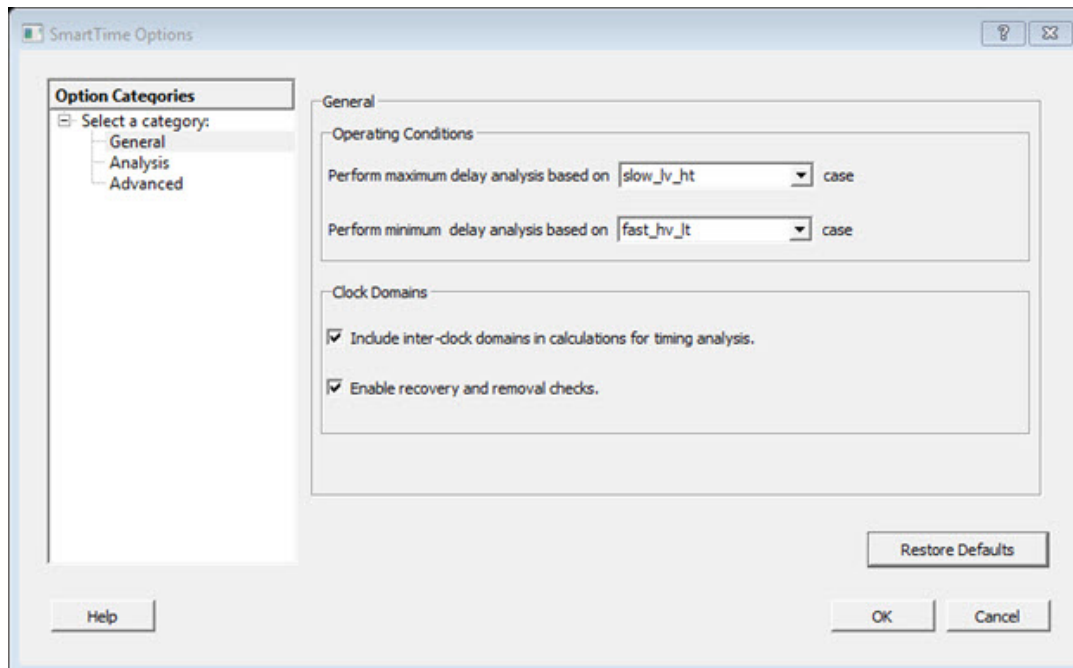 SmartTime Options
Option Categories
Select a category:
General
Analysis
Advanced
General
Operating Conditions
Perform maximum delay analysis based on slow_lv_ht case
Perform minimum delay analysis based on fast_hv_lt case
Clock Domains
Include inter-clock domains in calculations for timing analysis.
Enable recovery and removal checks.
Restore Defaults
Help OK Cancel